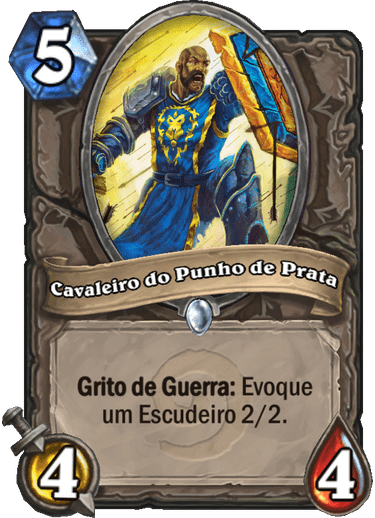 5
Cavaleiro do Punho de Prata
Grito de Guerra: Evoque
um Escudeiro 2/2.
4 4